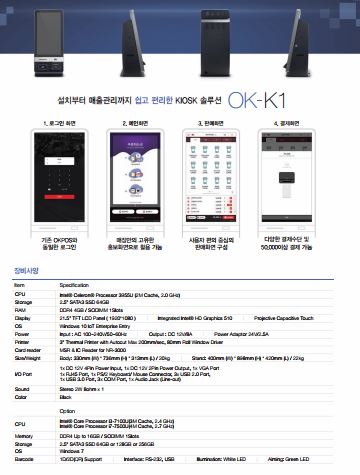 설치부터 매출관리까지 쉽고 편리한 KIOSK 솔루션 OK-K1
1. 로그인 화면
2. 메인화면
3. 판매화면
4. 결제화면
기존 OKPOS와
동일한 로그인
매장만의 고유한
홍보화면으로 활용 가능
사용자 편의 중심의
판매화면 구성
다양한 결제수단 및
50,000이상 결제 가능
장비사양
Item Specification
CPU Intel® Celeron® Processor 3955U (2M Cache, 2.0 GHz)
Storage 2.5" SATA3 SSD 64GB
RAM DDR4 4GB / SODIMM 1Slots
Display 21.5" TFT LCD Panel ( 1920*1080 ) Integrated Intel® HD Graphics 510 Projective Capacitive Touch
OS Windows 10 IoT Enterprise Entry
Power Input : AC 100~240V/50~60Hz Output : DC 12V/8A Power Adaptor 24V/2.5A
Printer 3" Thermal Printer with Autocut Max 200mm/sec, 80mm Roll Window Driver
Card reader MSR & IC Reader for NR-3000
Size/Weight Body: 330mm (W) * 736mm (H) * 313mm (L) / 20kg Stand: 400mm (W) * 898mm (H) * 420mm (L) / 22kg
I/O Port 1x DC 12V 4Pin Power Input, 1x DC 12V 2Pin Power Output, 1x VGA Port
1x RJ45 Port, 1x PS/2 Keyboard/ Mouse Connector, 3x USB 2.0 Port,
1x USB 3.0 Port, 3x COM Port, 1x Audio Jack (Line-out)
Sound Stereo 2W 8ohm x 1
Color Black
Option
CPU Intel® Core Processor i3-7100U(3M Cache, 2.4 GHz)
Intel® Core Processor i5-7500U(4M Cache, 2.7 GHz)
Memory DDR4 Up to 16GB / SODIMM 1Slots
Storage 2.5" SATA3 SSD 64GB or 128GB or 256GB
OS Windows 7
Barcode 1D/2D(QR) Support Interface: RS-232, USB Illumination: White LED Aiming: Green LED